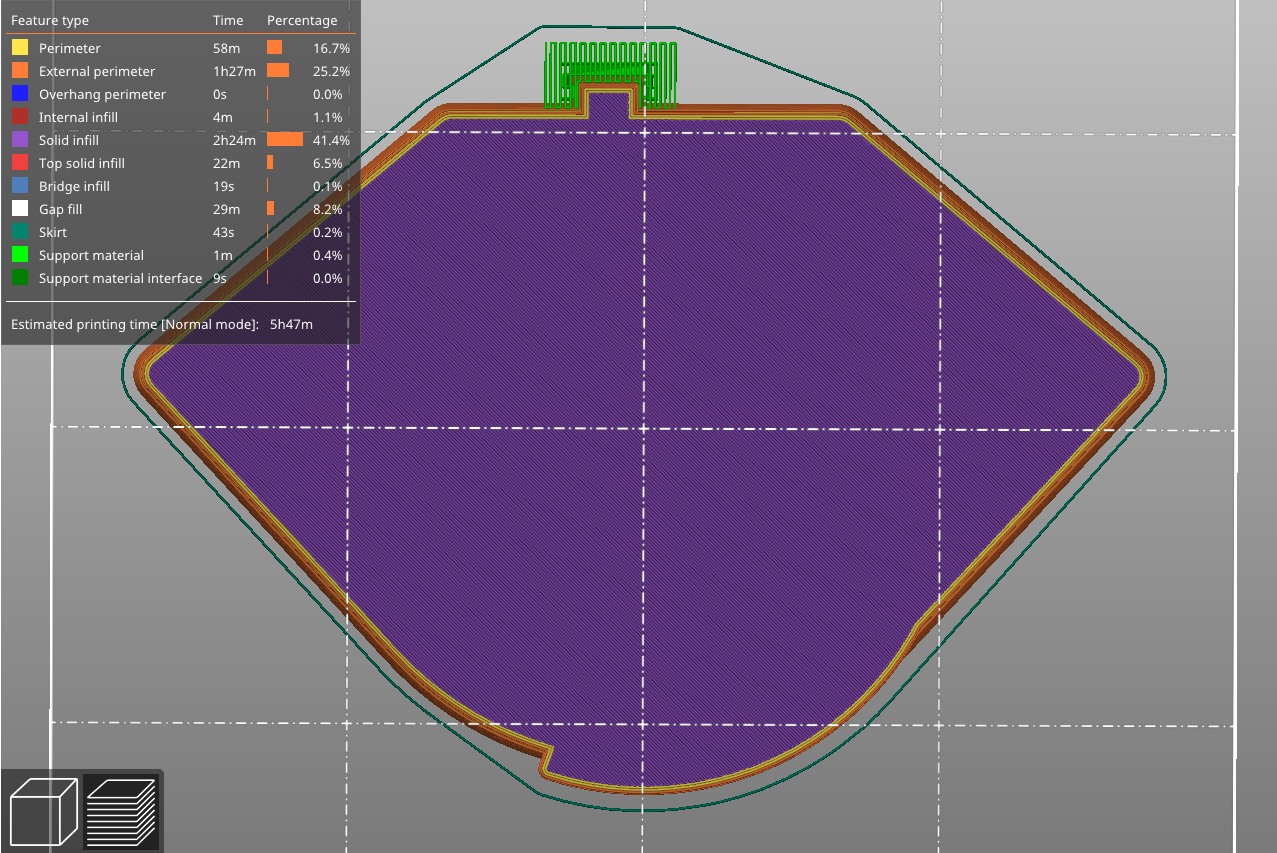 Feature type Time Percentage
Perimeter 58m 16.7%
External perimeter 1h27m 25.2%
Overhang perimeter 0s 0.0%
Internal infill 4m 1.1%
Solid infill 2h24m 41.4%
Top solid infill 22m 6.5%
Bridge infill 19s 0.1%
Gap fill 29m 8.2%
Skirt 43s 0.2%
Support material 1m 0.4%
Support material interface 9s 0.0%
Estimated printing time [Normal mode]: 5h47m